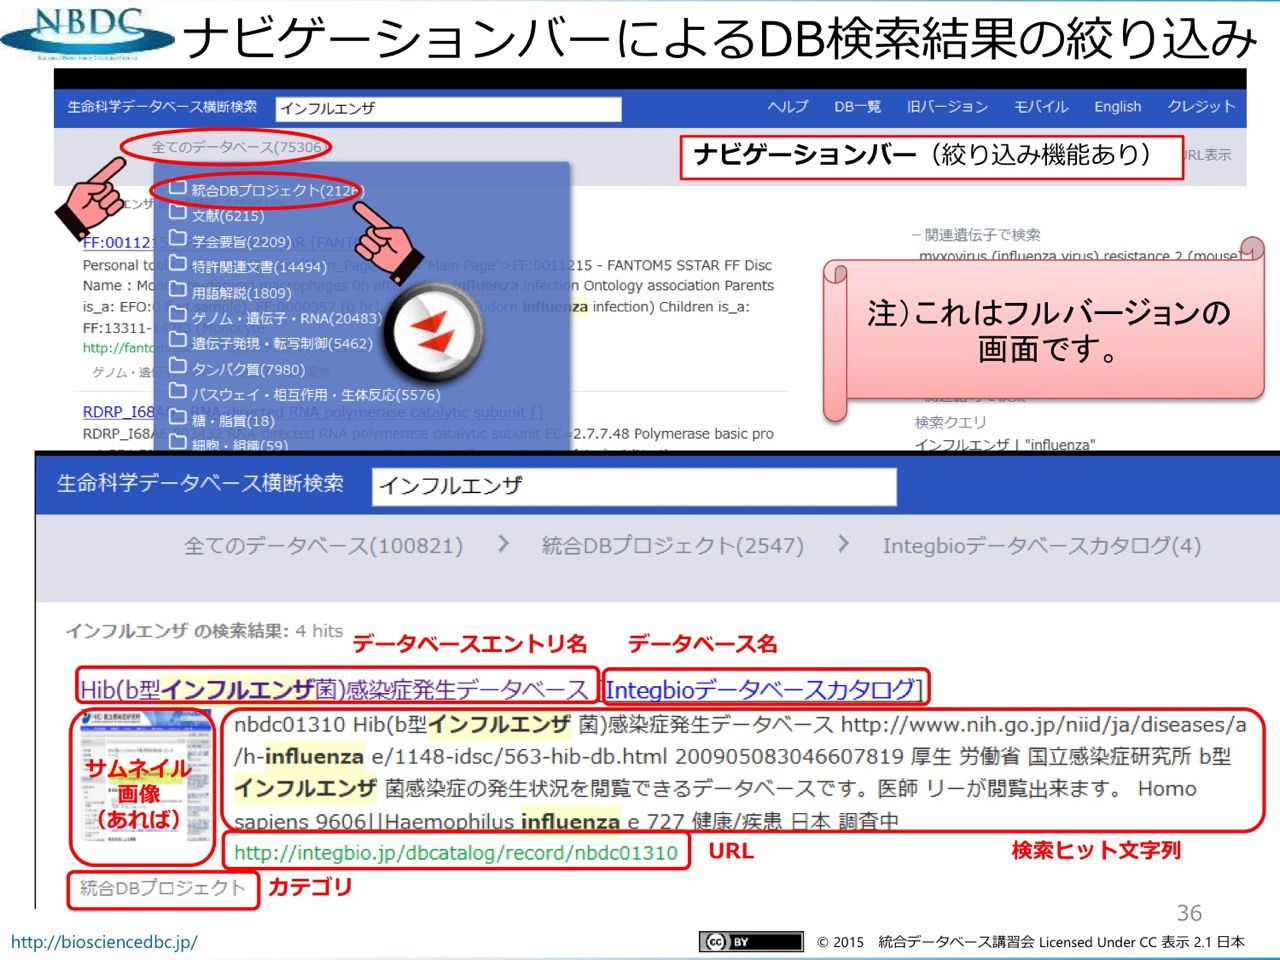 NBDC
ナビゲーションバーによるDB検索結果の絞り込み
生命科学データベース横断検索 インフルエンザ ヘルプ DB一覧 旧バージョン モバイル English クレジット
全てのデータベース(75306)
ナビゲーションバー（絞り込み機能あり） URL表示
統合DBプロジェクト(2126)
文献(6215)
学会要旨(2209)
特許関連文書(14494)
用語解説(1809)
ゲノム・遺伝子・RNA(20483)
遺伝子発現・転写制御(5462)
タンパク質(7980)
パスウェイ・相互作用・生体反応(5576)
糖・脂質(18)
細胞・組織(59)
FF:001121
Personal
"Main Page">FF:0011215 - FANTOM5 SSTAR FF Disc
Name :
influenza infection Ontology association Parents
is_a: EFO:0
influenza infection) Children is_a:
FF:13311-
http://fantom
ゲノム・遺伝
RDRP_I68A RNA-directed RNA polymerase catalytic subunit []
RDRP_I68A RNA-directed RNA polymerase catalytic subunit EC=2.7.7.48 Polymerase basic pro
－関連遺伝子で検索
myxovirus (influenza virus) resistance 2 (mouse)
注）これはフルバージョンの
画面です。
検索クエリ
インフルエンザ | "influenza"
生命科学データベース横断検索 インフルエンザ
全てのデータベース(100821) > 統合DBプロジェクト(2547) > Integbioデータベースカタログ(4)
インフルエンザ の検索結果: 4 hits
データベースエントリ名 データベース名
Hib(b型インフルエンザ菌)感染症発生データベース [Integbioデータベースカタログ]
サムネイル
画像
（あれば）
nbdc01310 Hib(b型インフルエンザ 菌)感染症発生データベース http://www.nih.go.jp/niid/ja/diseases/a
/h-influenza e/1148-idsc/563-hib-db.html 200905083046607819 厚生 労働省 国立感染症研究所 b型
インフルエンザ 菌感染症の発生状況を閲覧できるデータベースです。医師 リーが閲覧出来ます。 Homo
sapiens 9606||Haemophilus influenza e 727 健康/疾患 日本 調査中
http://integbio.jp/dbcatalog/record/nbdc01310 URL 検索ヒット文字列
統合DBプロジェクト カテゴリ
36
http://biosciencedbc.jp/ CC BY © 2015 統合データベース講習会 Licensed Under CC 表示 2.1 日本